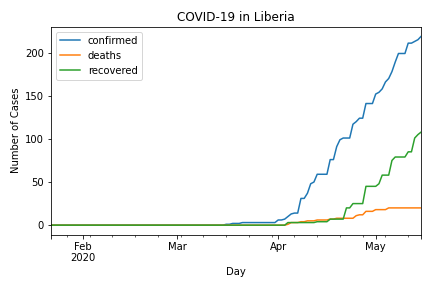 COVID-19 in Liberia
confirmed
deaths
recovered
Number of Cases
200
150
100
50
0
Feb
2020
Mar
Apr
May
Day